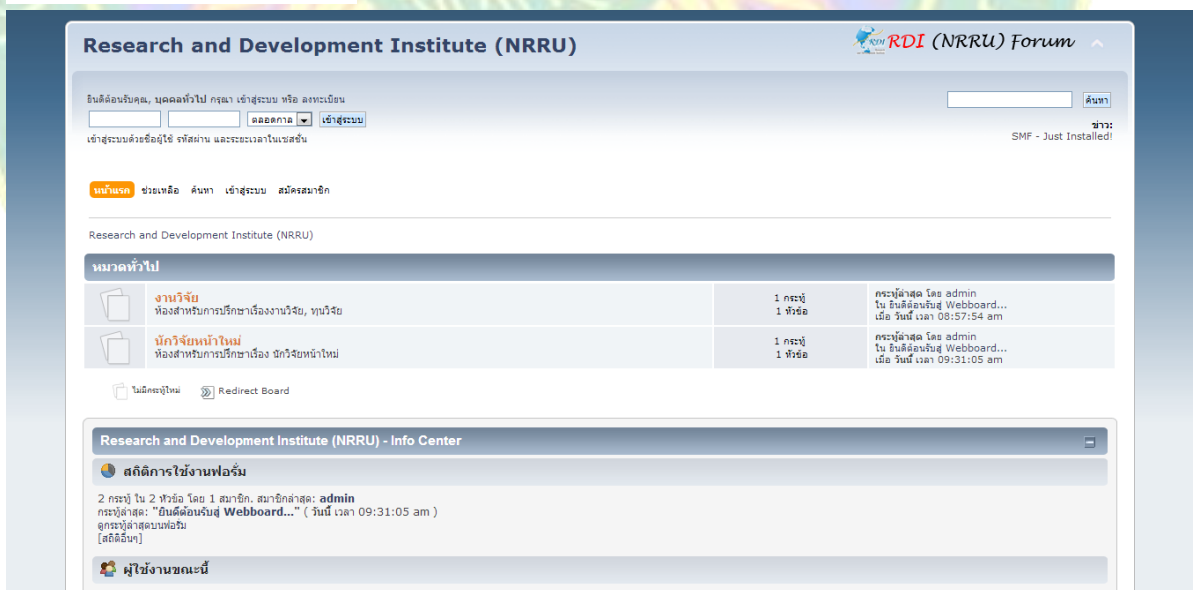 Research and Development Institute (NRRU)
RDI (NRRU) Forum
ยินดีต้อนรับคุณ, บุคคลทั่วไป กรุณา เข้าสู่ระบบ หรือ ลงทะเบียน
ตลอดกาล เข้าสู่ระบบ
เข้าสู่ระบบด้วยชื่อผู้ใช้ รหัสผ่าน และระยะเวลาในเซสชั่น
ค้นหา
ข่าว:
SMF - Just Installed!
หน้าแรก ช่วยเหลือ ค้นหา เข้าสู่ระบบ สมัครสมาชิก
Research and Development Institute (NRRU)
หมวดทั่วไป
งานวิจัย
ห้องสำหรับการปรึกษาเรื่องงานวิจัย, ทุนวิจัย
1 กระทู้
1 หัวข้อ
กระทู้ล่าสุด โดย admin
ใน ยินดีต้อนรับสู่ Webboard...
เมื่อ วันนี้ เวลา 08:57:54 am
นักวิจัยหน้าใหม่
ห้องสำหรับการปรึกษาเรื่อง นักวิจัยหน้าใหม่
1 กระทู้
1 หัวข้อ
กระทู้ล่าสุด โดย admin
ใน ยินดีต้อนรับสู่ Webboard...
เมื่อ วันนี้ เวลา 09:31:05 am
ไม่มีกระทู้ใหม่ Redirect Board
Research and Development Institute (NRRU) - Info Center
สถิติการใช้งานฟอรั่ม
2 กระทู้ ใน 2 หัวข้อ โดย 1 สมาชิก. สมาชิกล่าสุด: admin
กระทู้ล่าสุด: "ยินดีต้อนรับสู่ Webboard..." ( วันนี้ เวลา 09:31:05 am )
ดูกระทู้ล่าสุดบนฟอรั่ม
[สถิติอื่นๆ]
ผู้ใช้งานขณะนี้